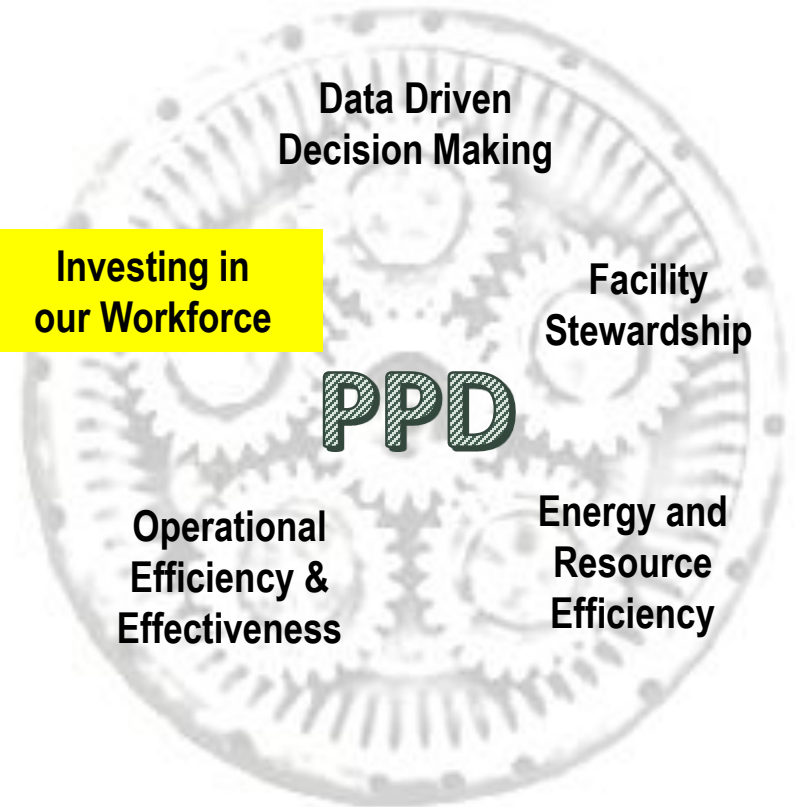 Data Driven
Decision Making
Investing in
our Workforce
Facility
Stewardship
PPD
Operational
Efficiency &
Effectiveness
Energy and
Resource
Efficiency